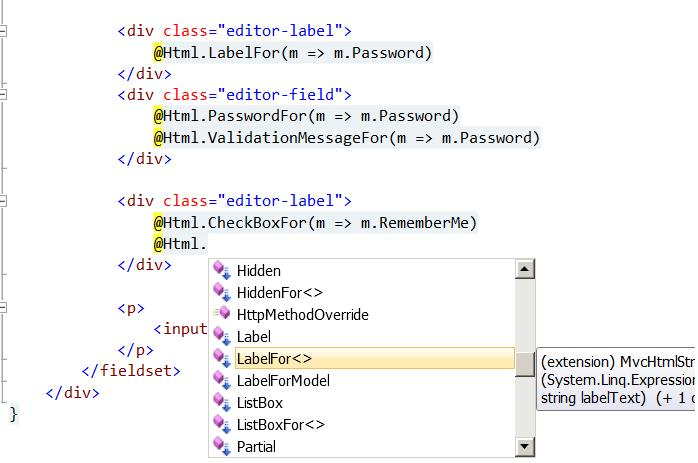 <div class="editor-label">
@Html.LabelFor(m => m.Password)
</div>
<div class="editor-field">
@Html.PasswordFor(m => m.Password)
@Html.ValidationMessageFor(m => m.Password)
</div>
<div class="editor-label">
@Html.CheckBoxFor(m => m.RememberMe)
@Html.
</div>
<p>
<input
</p>
</fieldset>
</div>
}
Hidden
HiddenFor<>
HttpMethodOverride
Label
LabelFor<>
LabelForModel
ListBox
ListBoxFor<>
Partial
(extension) MvcHtmlStr
(System.Linq.Expression
string labelText) (+ 1 o